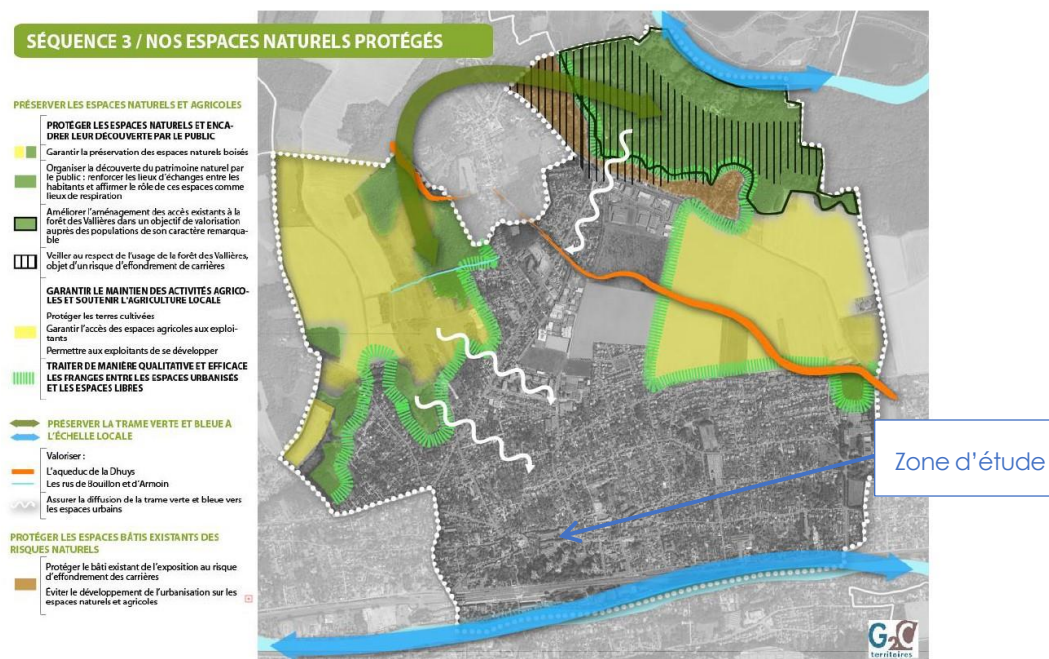 SÉQUENCE 3 / NOS ESPACES NATURELS PROTÉGÉS
PRÉSERVER LES ESPACES NATURELS ET AGRICOLES
PROTÉGER LES ESPACES NATURELS ET ENCA-
DRER LEUR DÉCOUVERTE PAR LE PUBLIC
Garantir la préservation des espaces naturels boisés
Organiser la découverte du patrimoine naturel par
le public : renforcer les lieux d'échanges entre les
habitants et affirmer le rôle de ces espaces comme
lieux de respiration
Améliorer l'aménagement des accès existants à la
forêt des Vallières dans un objectif de valorisation
auprès des populations de son caractère remarqua-
ble
Veiller au respect de l'usage de la forêt des Vallières,
objet d'un risque d'effondrement de carrières
GARANTIR LE MAINTIEN DES ACTIVITÉS AGRICO-
LES ET SOUTENIR L'AGRICULTURE LOCALE
Protéger les terres cultivées
Garantir l'accès des espaces agricoles aux exploi-
tants
Permettre aux exploitants de se développer
TRAITER DE MANIÈRE QUALITATIVE ET EFFICACE
LES FRANGES ENTRE LES ESPACES URBANISÉS
ET LES ESPACES LIBRES
PRÉSERVER LA TRAME VERTE ET BLEUE A
L'ÉCHELLE LOCALE
Valoriser :
L'aqueduc de la Dhuys
Les rus de Bouillon et d'Arnoin
Assurer la diffusion de la trame verte et bleue vers
les espaces urbains
PROTÉGER LES ESPACES BÂTIS EXISTANTS DES
RISQUES NATURELS
Protéger le bâti existant de l'exposition au risque
d'effondrement des carrières
Éviter le développement de l'urbanisation sur les
espaces naturels et agricoles
Zone d'étude
G2C
territoires